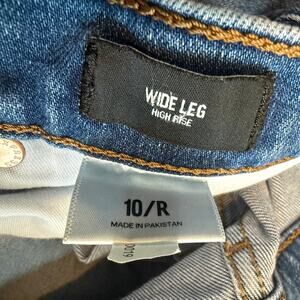 WIDE LEG
HIGH RISE
10/R
MADE IN PAKISTAN